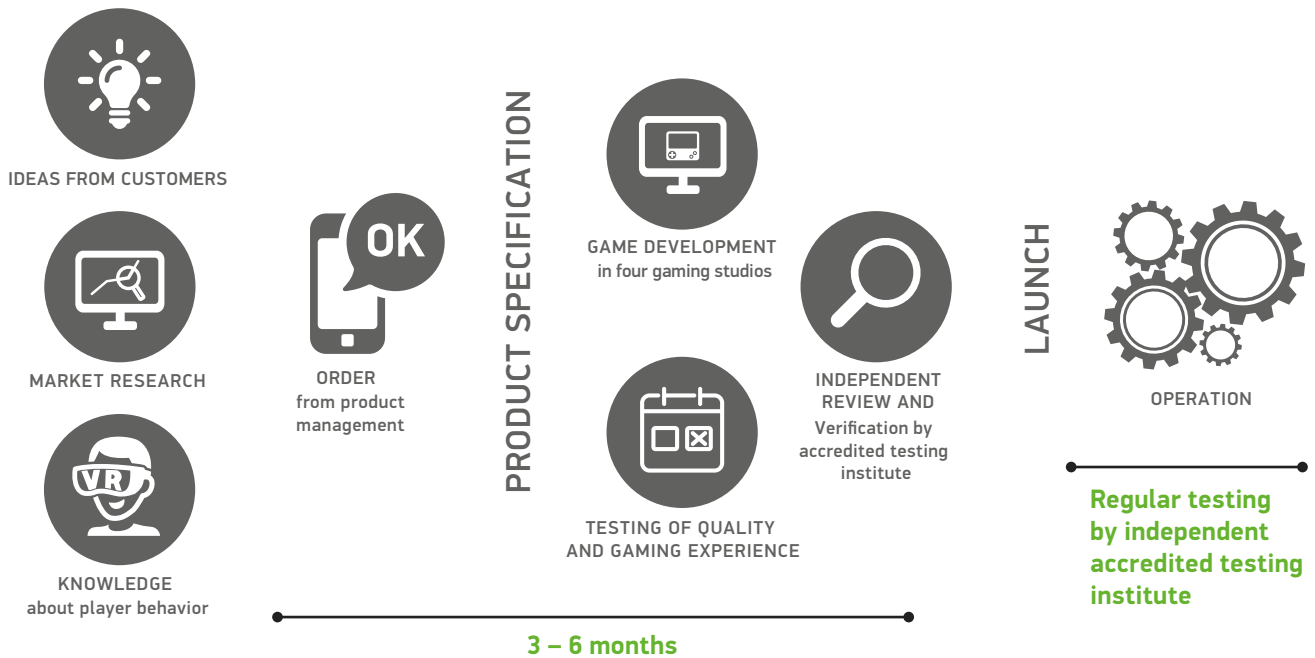 IDEAS FROM CUSTOMERS
MARKET RESEARCH
VR
KNOWLEDGE
about player behavior
OK
ORDER
from product
management
PRODUCT SPECIFICATION
GAME DEVELOPMENT
in four gaming studios
TESTING OF QUALITY
AND GAMING EXPERIENCE
INDEPENDENT
REVIEW AND
Verification by
accredited testing
institute
3 – 6 months
LAUNCH
OPERATION
Regular testing
by independent
accredited testing
institute